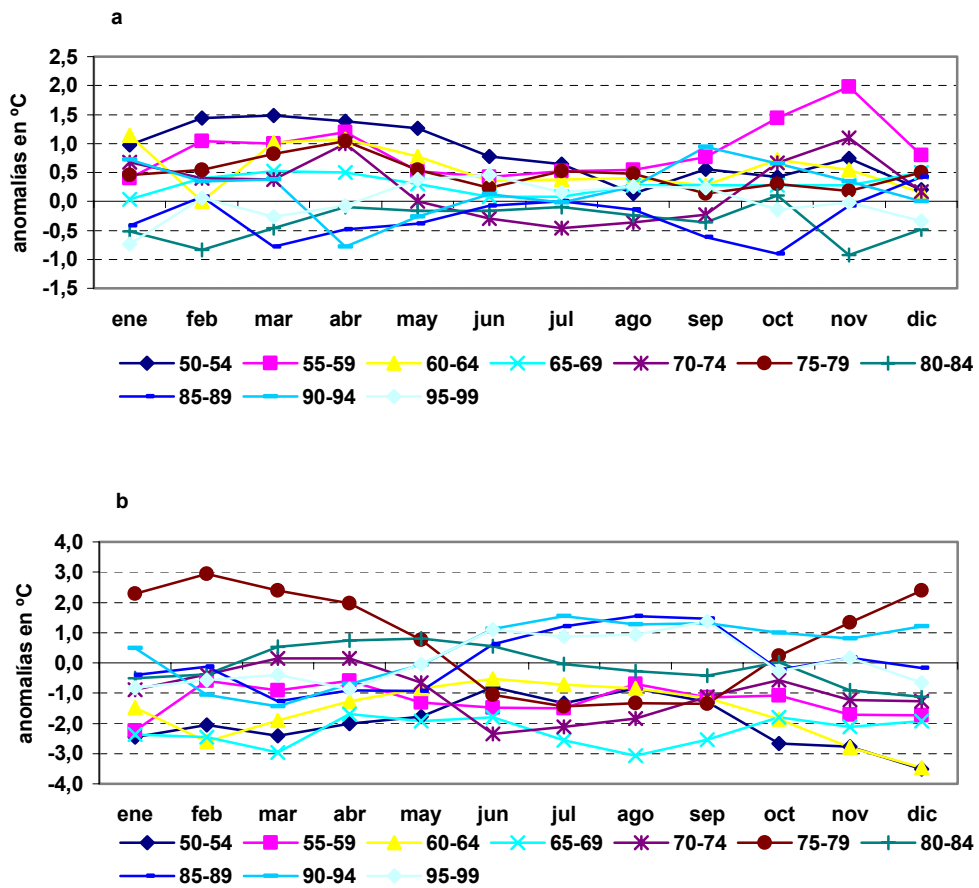 a
anomalías en ºC
2,5
2,0
1,5
1,0
0,5
0,0
-0,5
-1,0
-1,5
ene feb mar abr may jun jul ago sep oct nov dic
50-54 55-59 60-64 65-69 70-74 75-79 80-84
85-89 90-94 95-99
b
anomalías en ºC
4,0
3,0
2,0
1,0
0,0
-1,0
-2,0
-3,0
-4,0
ene feb mar abr may jun jul ago sep oct nov dic
50-54 55-59 60-64 65-69 70-74 75-79 80-84
85-89 90-94 95-99